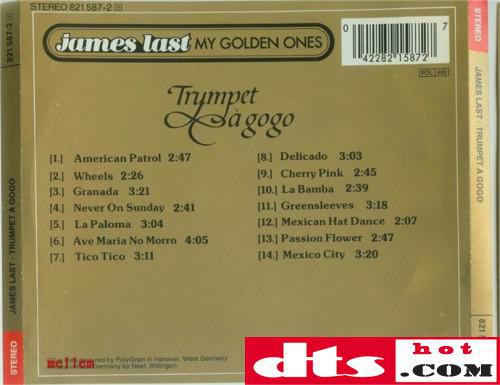 STEREO 821 587-2
james last MY GOLDEN ONES
0 42282 15872 7
POL 899
Trumpet
à gogo
[1.] American Patrol 2:47
[2.] Wheels 2:26
[3.] Granada 3:21
[4.] Never On Sunday 2:41
[5.] La Paloma 3:04
[6.] Ave Maria No Morro 4:05
[7.] Tico Tico 3:11
[8.] Delicado 3:03
[9.] Cherry Pink 2:45
[10.] La Bamba 2:39
[11.] Greensleeves 3:18
[12.] Mexican Hat Dance 2:07
[13.] Passion Flower 2:47
[14.] Mexico City 3:20
by PolyGram in Hanover, West Germany
Germany by Neef, Wittingen
mellem
STEREO JAMES LAST · TRUMPET A GOGO 821 587-2
STEREO JAMES LAST · TRUMPET A GOGO 821
hot
dts.com